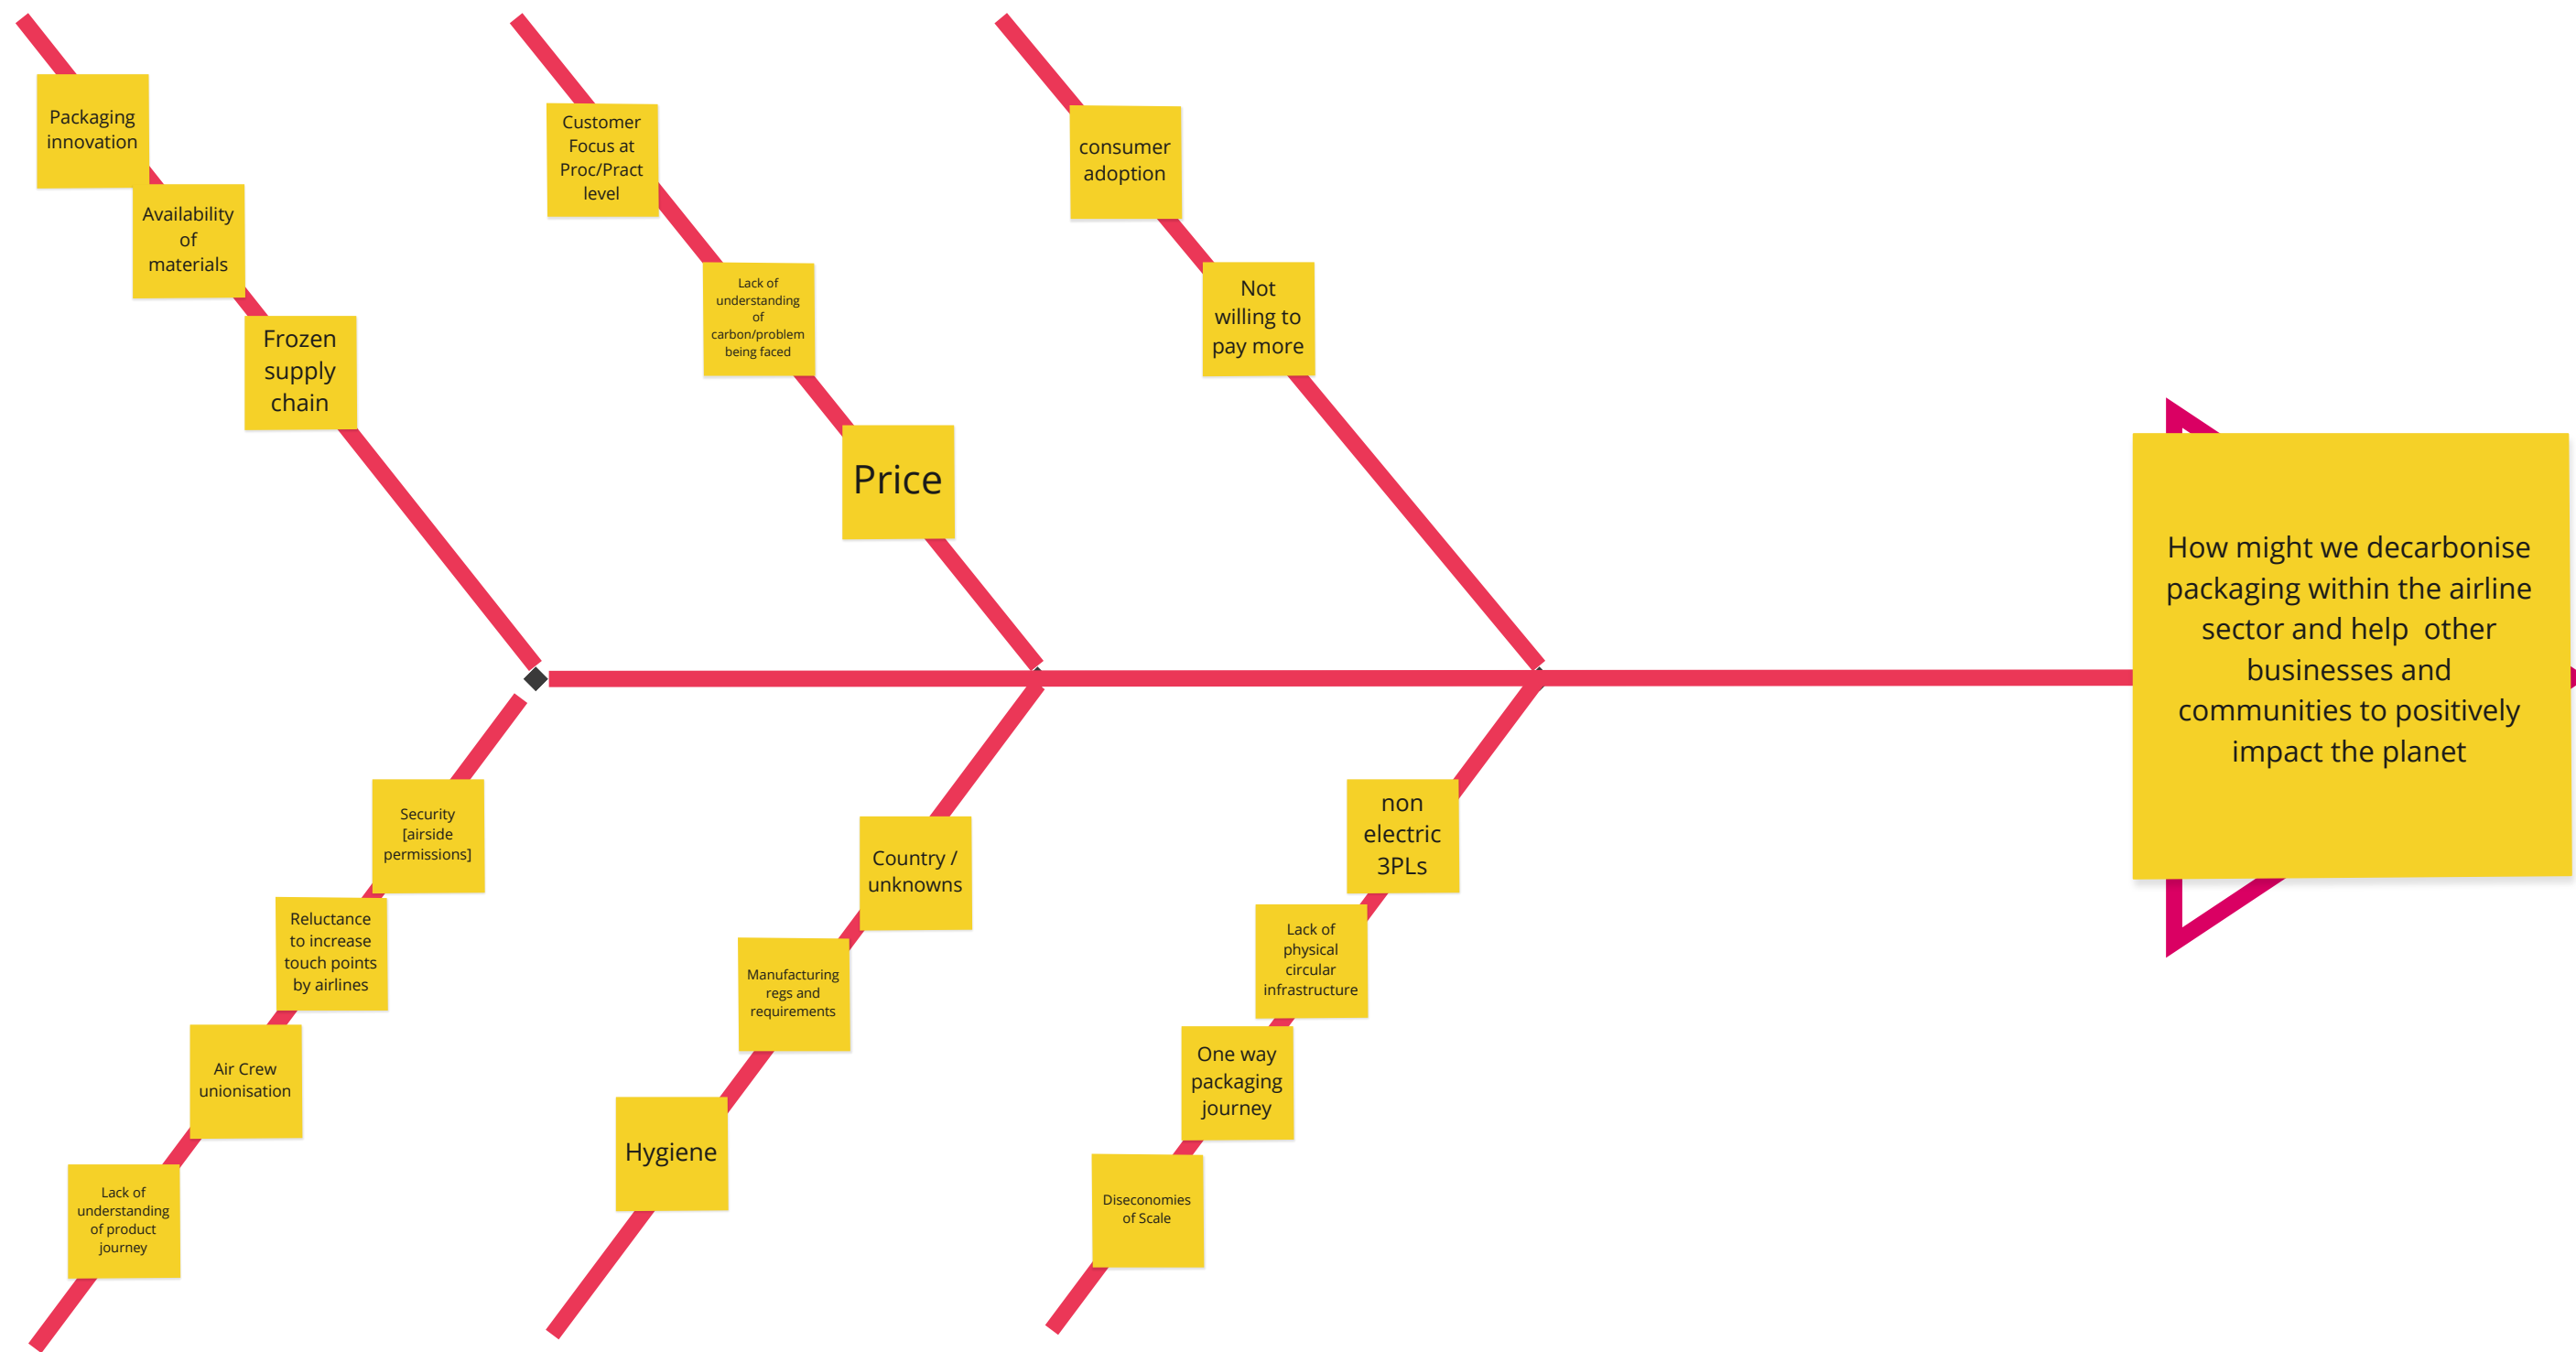 Packaging
innovation
Availability
of
materials
Frozen
supply
chain
Customer
Focus at
Proc/Pract
level
Lack of
understanding
of
carbon/problem
being faced
Price
consumer
adoption
Not
willing to
pay more
How might we decarbonise
packaging within the airline
sector and help  other
businesses and
communities to positively
impact the planet
Security
[airside
permissions]
Reluctance
to increase
touch points
by airlines
Air Crew
unionisation
Lack of
understanding
of product
journey
Country /
unknowns
Manufacturing
regs and
requirements
Hygiene
non
electric
3PLs
Lack of
physical
circular
infrastructure
One way
packaging
journey
Diseconomies
of Scale